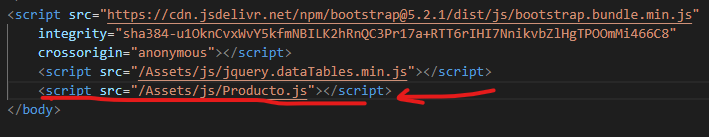 <script src="https://cdn.jsdelivr.net/npm/bootstrap@5.2.1/dist/js/bootstrap.bundle.min.js"
integrity="sha384-u1OknCvxWvY5kfmNBILK2hRnQC3Pr17a+RTT6rIHI7NnikvbZlHgTPOOmMi466C8"
crossorigin="anonymous"></script>
<script src="/Assets/js/jquery.dataTables.min.js"></script>
<script src="/Assets/js/Producto.js"></script>
</body>